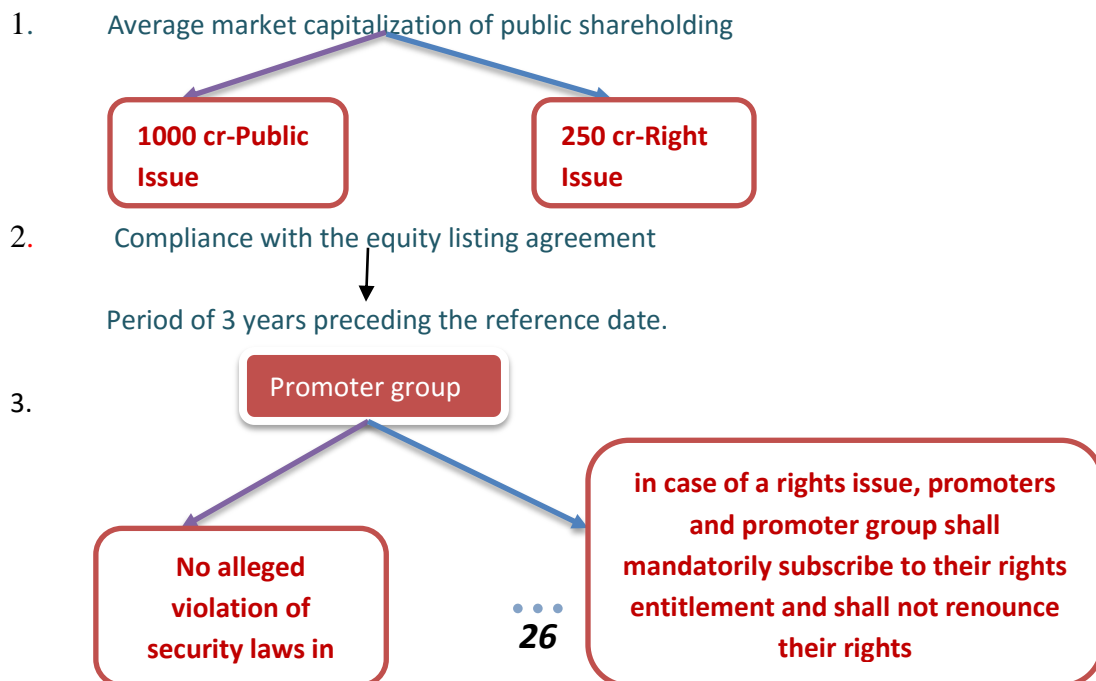 1. Average market capitalization of public shareholding
1000 cr-Public
Issue
250 cr-Right
Issue
2. Compliance with the equity listing agreement
Period of 3 years preceding the reference date.
3.
Promoter group
No alleged
violation of
security laws in
in case of a rights issue, promoters
and promoter group shall
mandatorily subscribe to their rights
entitlement and shall not renounce
their rights
...
26